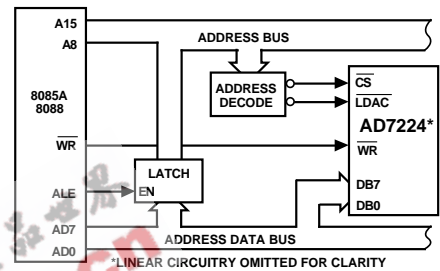 A15
A8
ADDRESS BUS
8085A
8088
ADDRESS
DECODE
CS
LDAC
AD7224*
WR
WR
LATCH
EN
ALE
DB7
DB0
AD7
AD0
ADDRESS DATA BUS
*LINEAR CIRCUITRY OMITTED FOR CLARITY